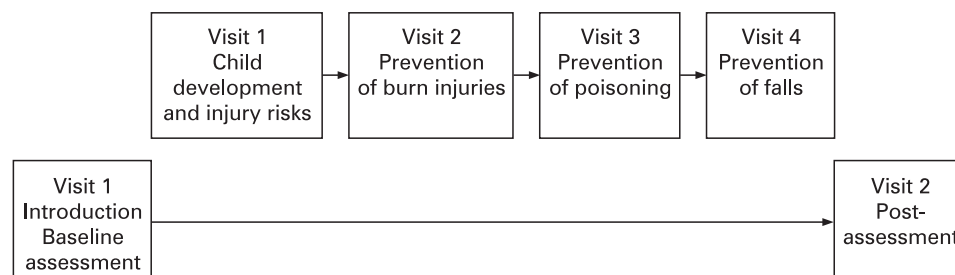 Visit 1
Child
development
and injury risks
Visit 2
Prevention
of burn injuries
Visit 3
Prevention
of poisoning
Visit 4
Prevention
of falls
Visit 1
Introduction
Baseline
assessment
Visit 2
Post-
assessment